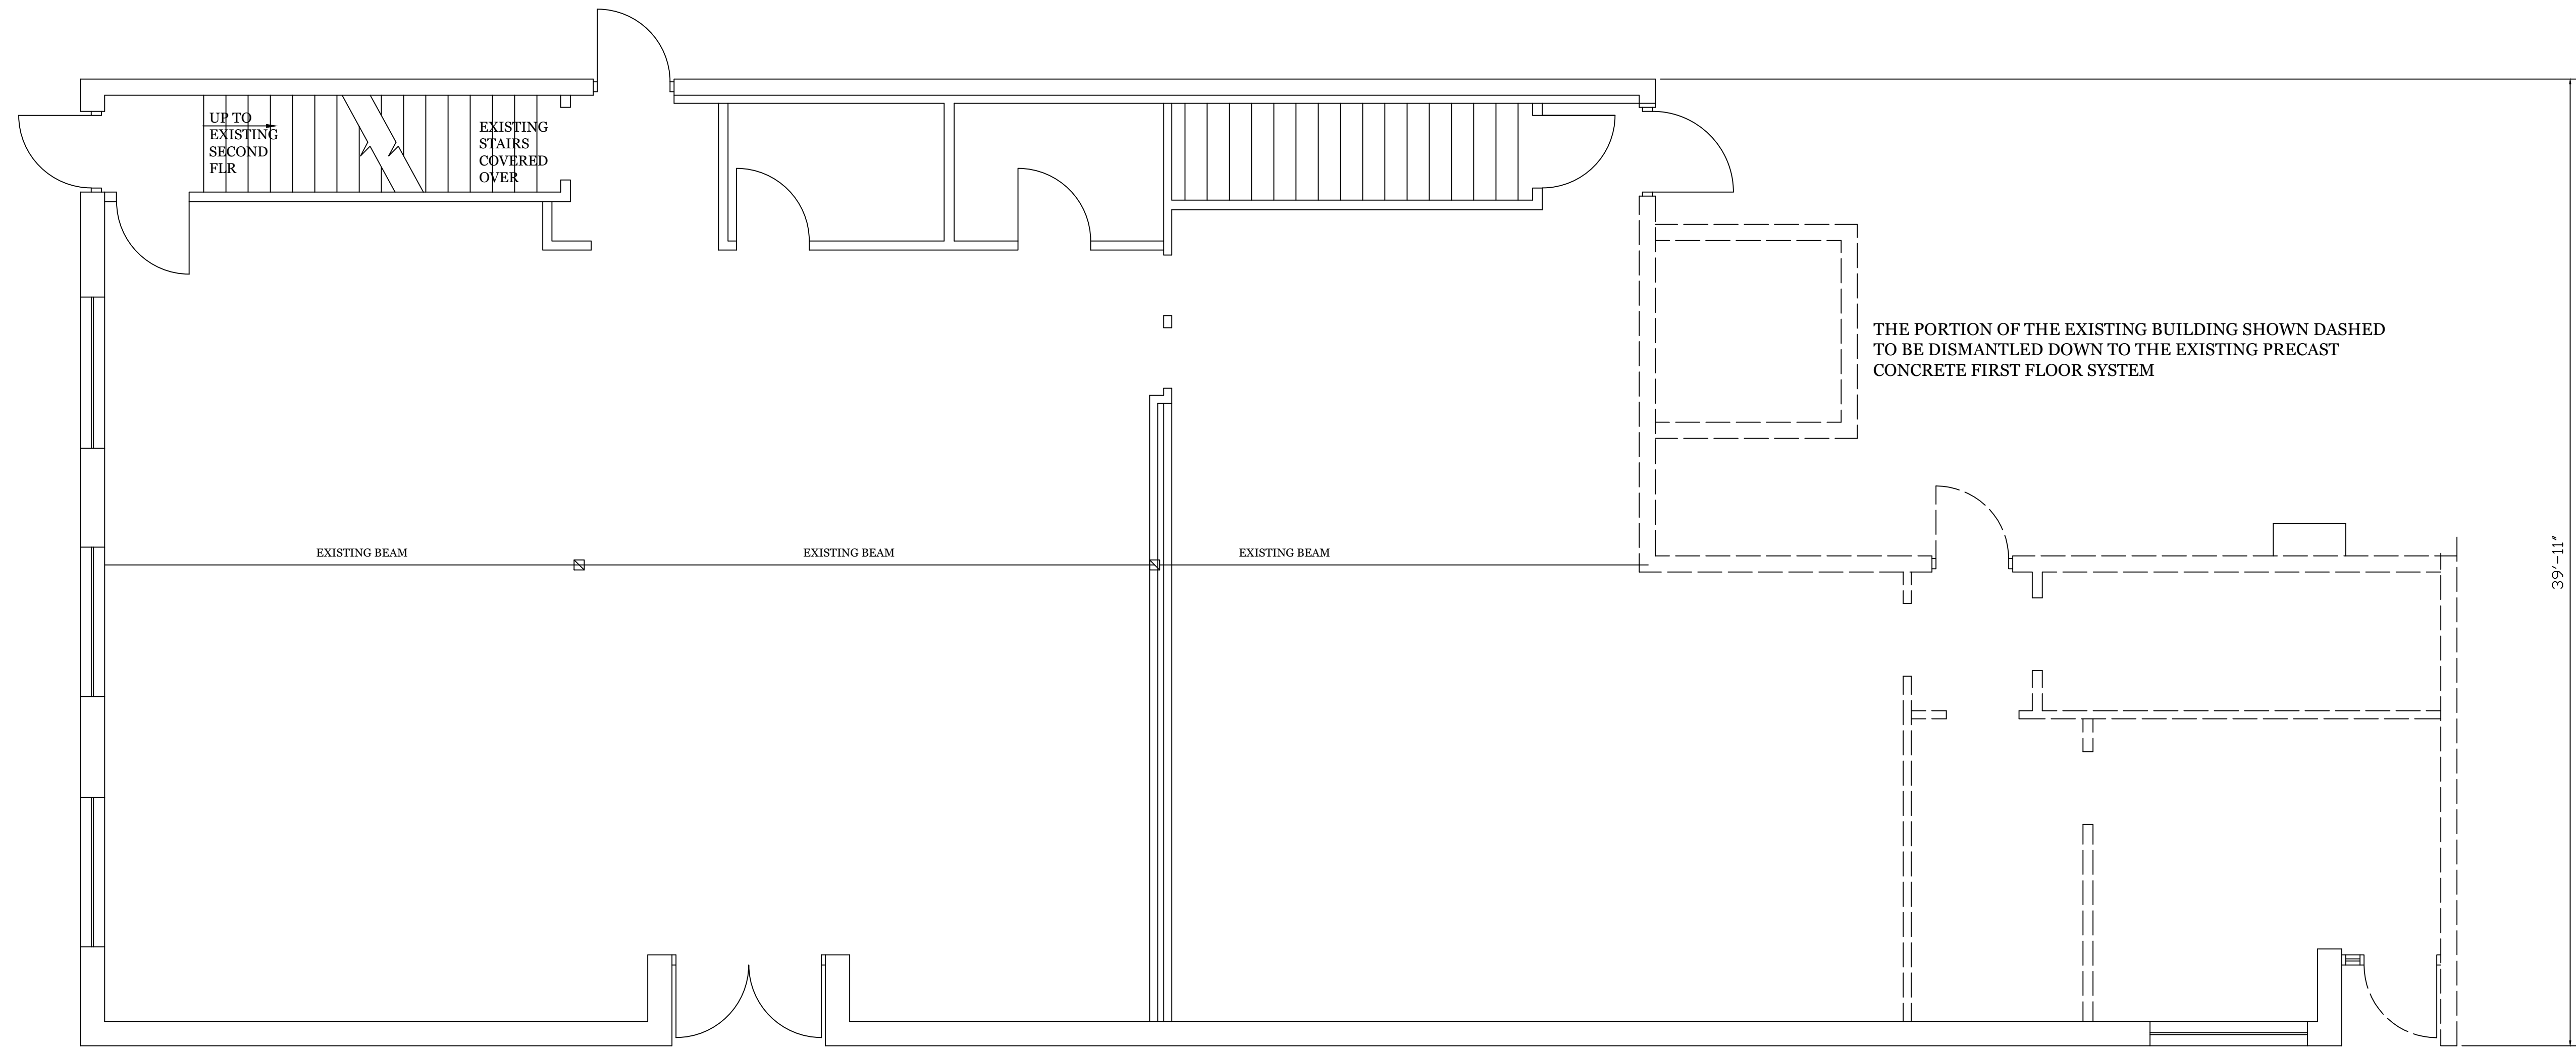 UP TO
EXISTING
SECOND
FLR
EXISTING
STAIRS
COVERED
OVER
THE PORTION OF THE EXISTING BUILDING SHOWN DASHED
TO BE DISMANTLED DOWN TO THE EXISTING PRECAST
CONCRETE FIRST FLOOR SYSTEM
EXISTING BEAM
EXISTING BEAM
EXISTING BEAM
39'-11"